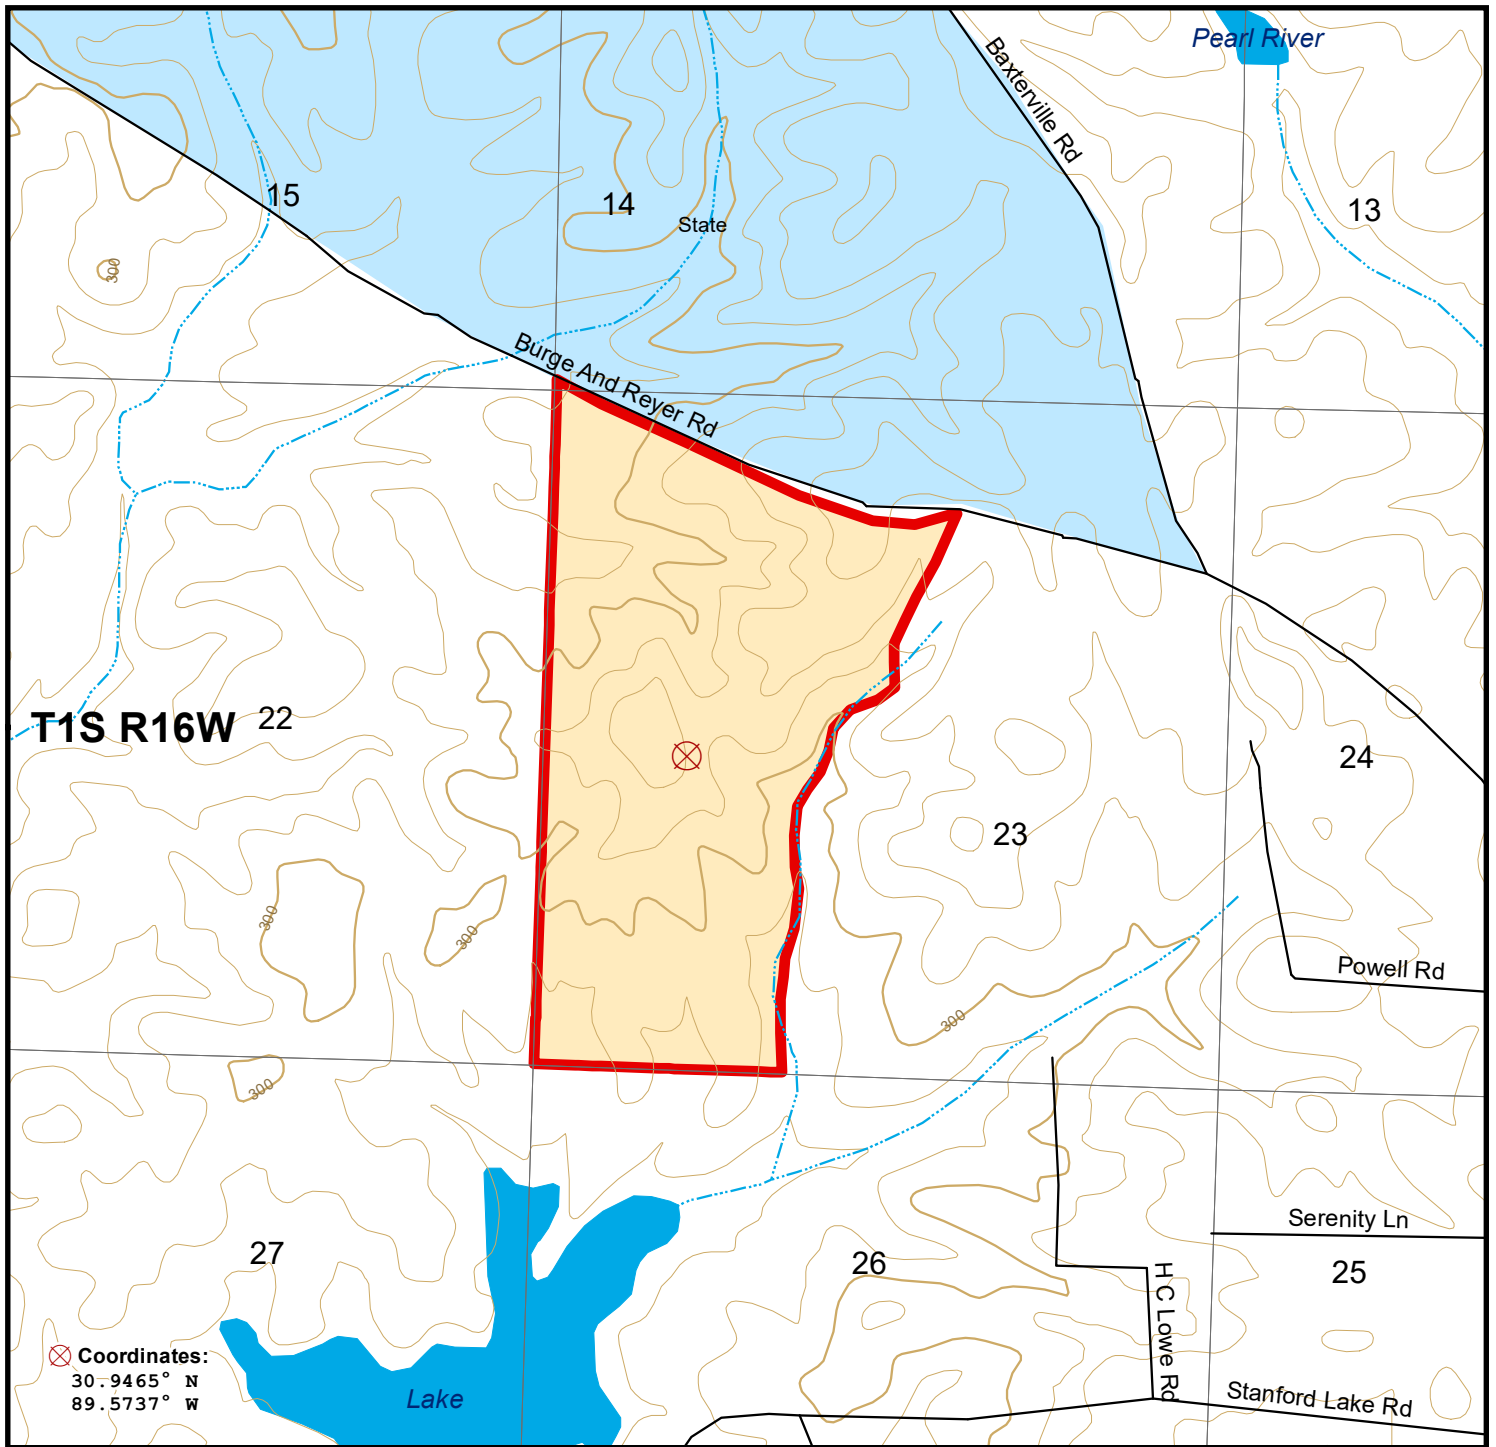 Pearl River
Baxterville Rd
15
14
13
State
300
Burge And Reyer Rd
T1S R16W
22
24
23
300
300
Powell Rd
300
300
Serenity Ln
27
26
25
H C Lowe Rd
Coordinates:
30.9465° N
89.5737° W
Lake
Stanford Lake Rd